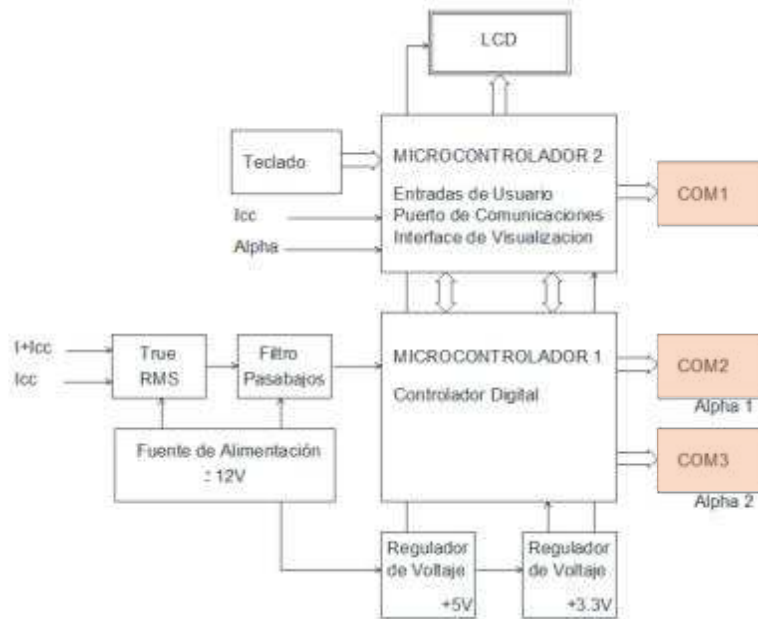 LCD
Teclado
MICROCONTROLADOR 2
Entradas de Usuario
Puerto de Comunicaciones
Interface de Visualizacion
COM1
Icc
Alpha
I+Icc
Icc
True
RMS
Filtro
Pasabajos
MICROCONTROLADOR 1
Controlador Digital
COM2
Alpha 1
COM3
Alpha 2
Fuente de Alimentación
± 12V
Regulador
de Voltaje
+5V
Regulador
de Voltaje
+3.3V